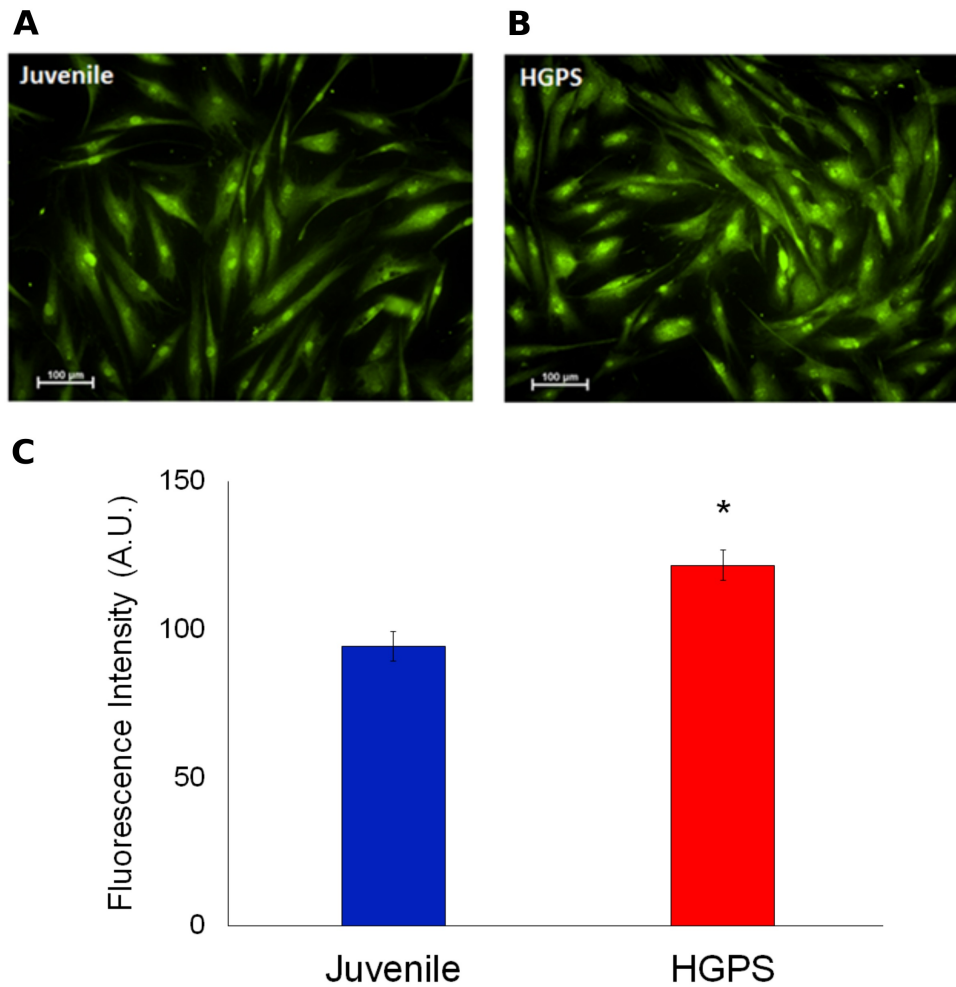 A
B
Juvenile
HGPS
100 µm
100 µm
C
Fluorescence Intensity (A.U.)
150
100
50
0
*
Juvenile
HGPS